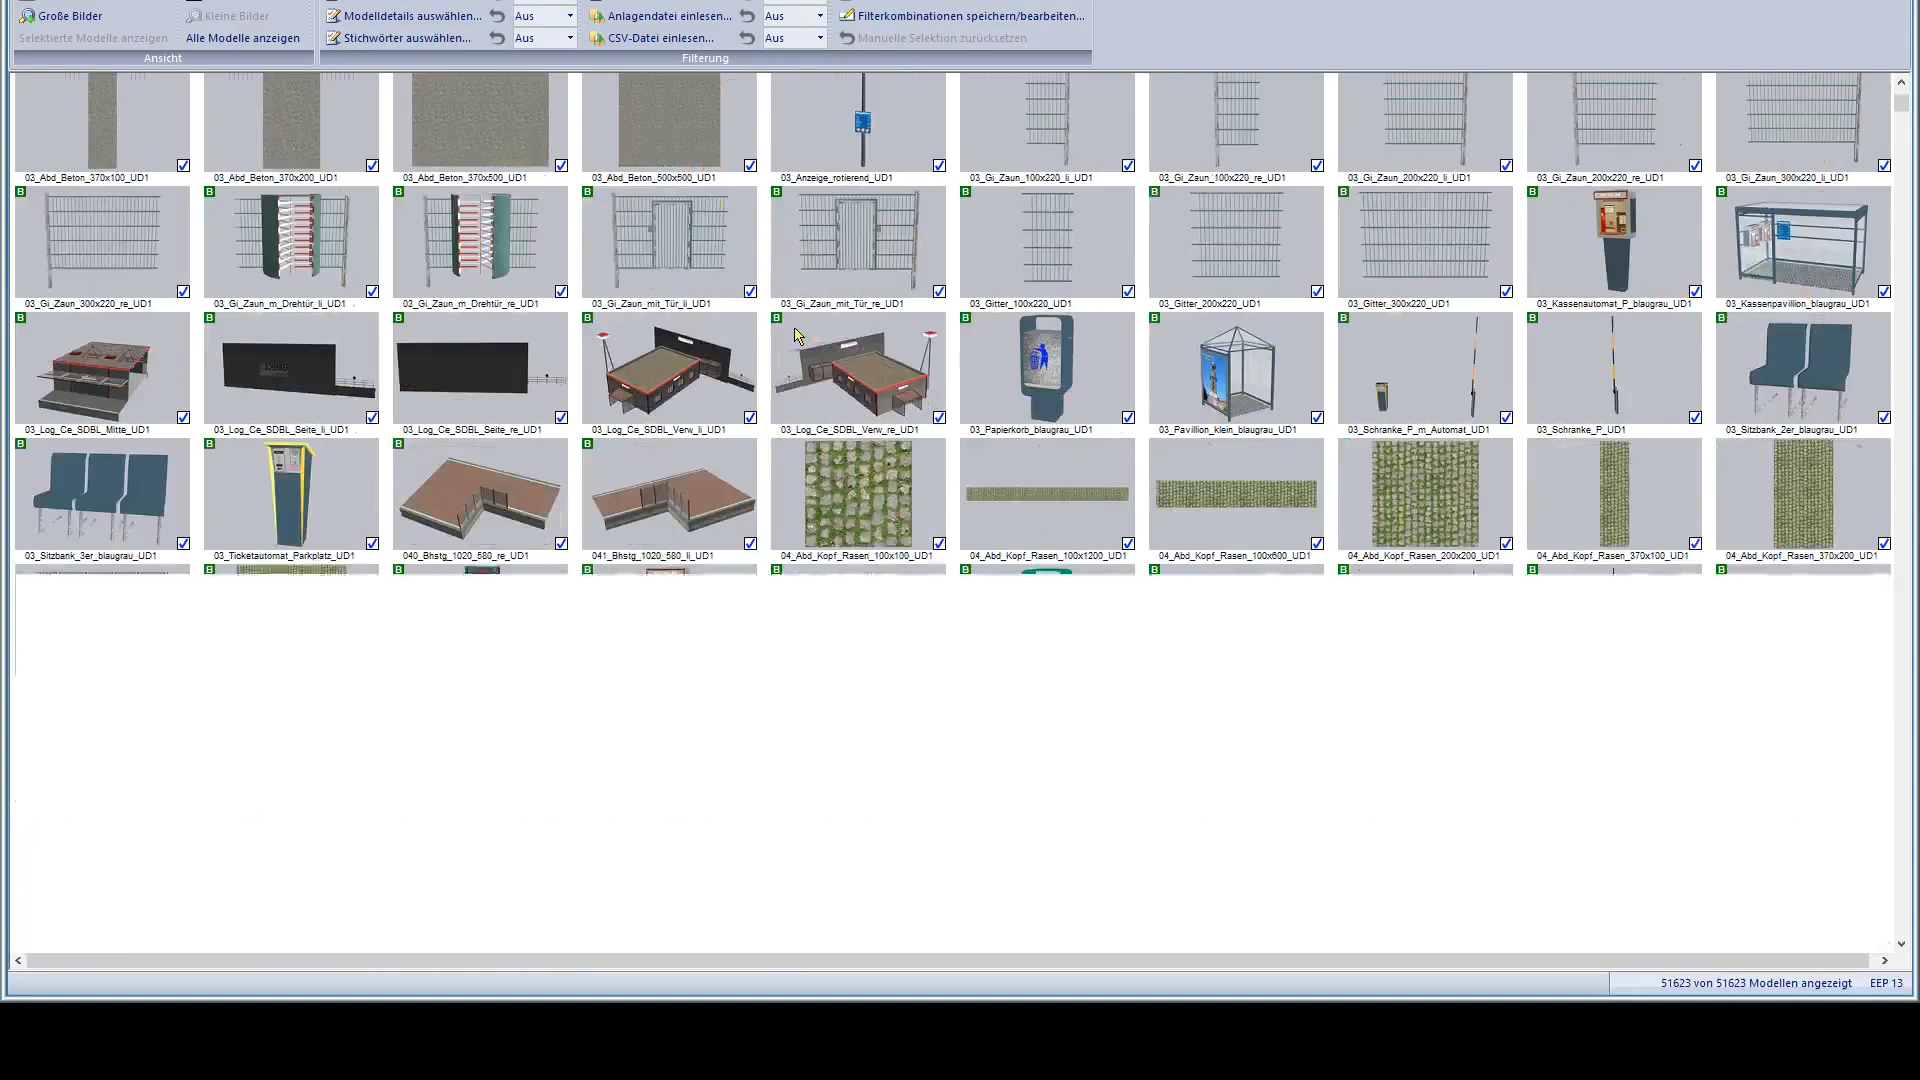 Große Bilder Kleine Bilder Modelldetails auswählen... Aus Anlagendatei einlesen... Aus Filterkombinationen speichern/bearbeiten...
Selektierte Modelle anzeigen Alle Modelle anzeigen Stichwörter auswählen... Aus CSV-Datei einlesen... Aus Manuelle Selektion zurücksetzen
Ansicht Filterung
03_Abd_Beton_370x100_UD1 03_Abd_Beton_370x200_UD1 03_Abd_Beton_370x500_UD1 03_Abd_Beton_500x500_UD1 03_Anzeige_rotierend_UD1 03_Gi_Zaun_100x220_li_UD1 03_Gi_Zaun_100x220_re_UD1 03_Gi_Zaun_200x220_li_UD1 03_Gi_Zaun_200x220_re_UD1 03_Gi_Zaun_300x220_li_UD1
B B B B B B B B B B
03_Gi_Zaun_300x220_re_UD1 03_Gi_Zaun_m_Drehtür_li_UD1 02_Gi_Zaun_m_Drehtür_re_UD1 03_Gi_Zaun_mit_Tür_li_UD1 03_Gi_Zaun_mit_Tür_re_UD1 03_Gitter_100x220_UD1 03_Gitter_200x220_UD1 03_Gitter_300x220_UD1 03_Kassenautomat_P_blaugrau_UD1 03_Kassenpavillion_blaugrau_UD1
B B B B B B B B B B
SCHENKER
03_Log_Ce_SDBL_Mitte_UD1 03_Log_Ce_SDBL_Seite_li_UD1 03_Log_Ce_SDBL_Seite_re_UD1 03_Log_Ce_SDBL_Verw_li_UD1 03_Log_Ce_SDBL_Verw_re_UD1 03_Papierkorb_blaugrau_UD1 03_Pavillion_klein_blaugrau_UD1 03_Schranke_P_m_Automat_UD1 03_Schranke_P_UD1 03_Sitzbank_2er_blaugrau_UD1
B B B B B B B B B B
03_Sitzbank_3er_blaugrau_UD1 03_Ticketautomat_Parkplatz_UD1 040_Bhstg_1020_580_re_UD1 041_Bhstg_1020_580_li_UD1 04_Abd_Kopf_Rasen_100x100_UD1 04_Abd_Kopf_Rasen_100x1200_UD1 04_Abd_Kopf_Rasen_100x600_UD1 04_Abd_Kopf_Rasen_200x200_UD1 04_Abd_Kopf_Rasen_370x100_UD1 04_Abd_Kopf_Rasen_370x200_UD1
B B B B B B B B B
51623 von 51623 Modellen angezeigt EEP 13